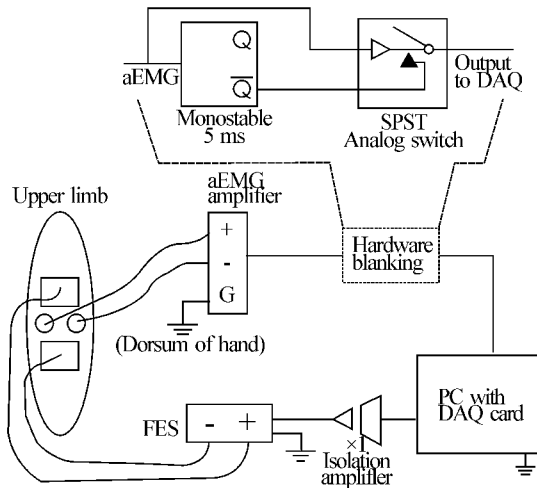 Q
aEMG
Q
Output
to DAQ
Monostable
5 ms
SPST
Analog switch
aEMG
amplifier
Upper limb
+
-
G
Hardware
blanking
(Dorsum of hand)
PC with
DAQ card
FES
- +
×1
Isolation
amplifier